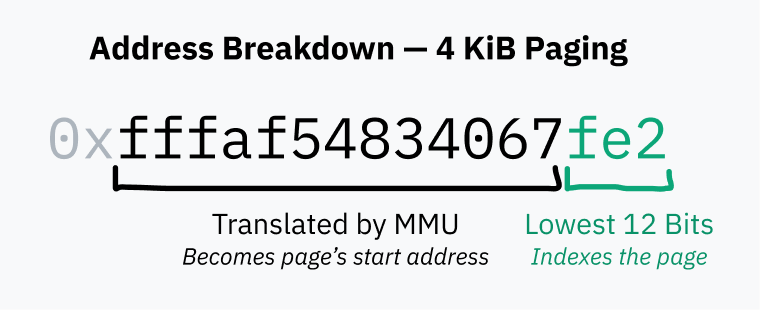 Address Breakdown — 4 KiB Paging
0xfffaf54834067fe2
Translated by MMU
Becomes page’s start address
Lowest 12 Bits
Indexes the page